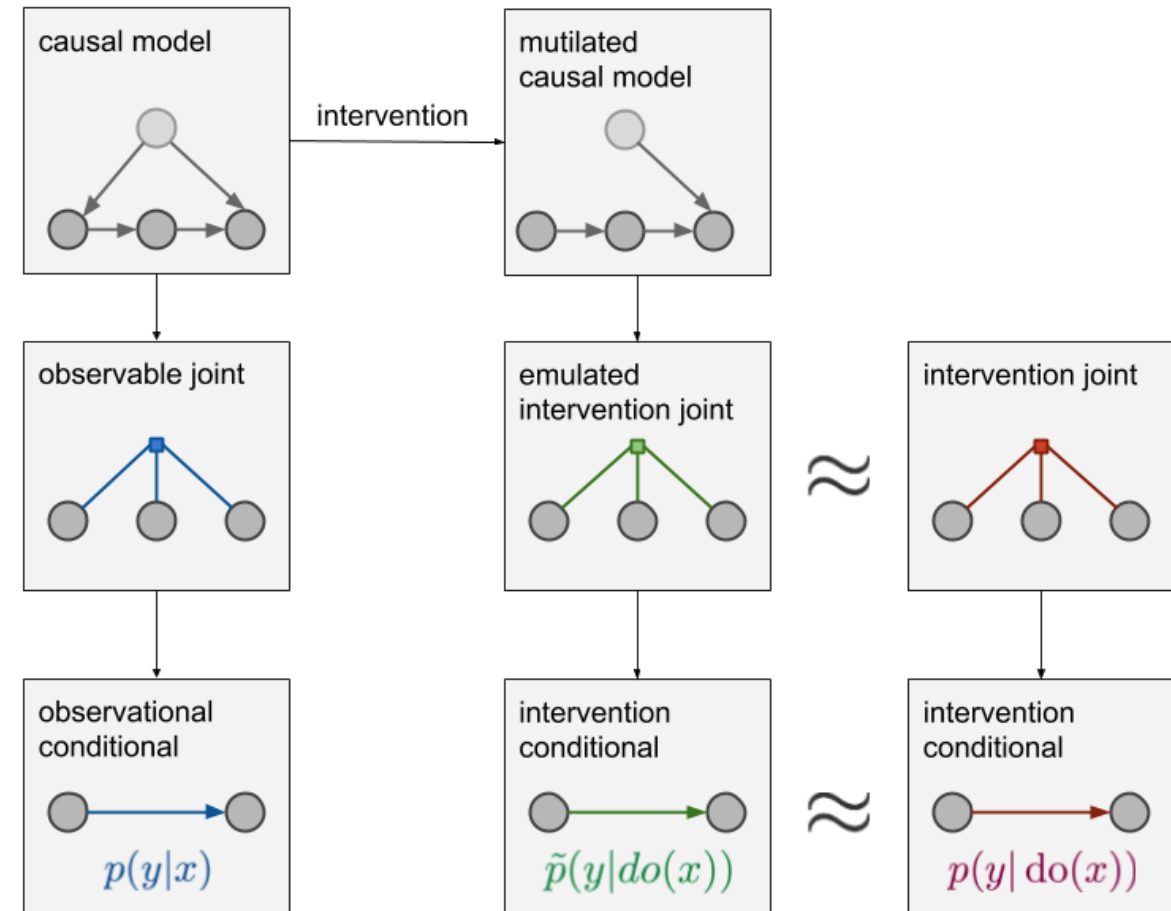 causal model
intervention
mutilated
causal model
observable joint
emulated
intervention joint
≈
intervention joint
observational
conditional
p(y|x)
intervention
conditional
p̃(y|do(x))
≈
intervention
conditional
p(y| do(x))